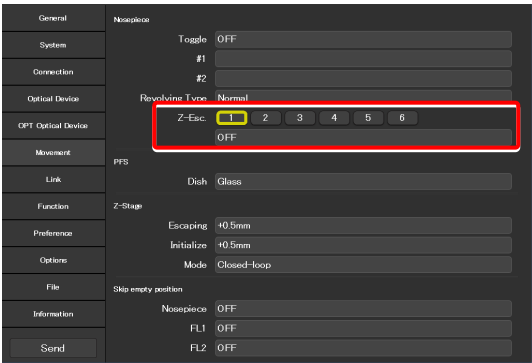 General
System
Connection
Optical Device
OPT Optical Device
Movement
Link
Function
Preference
Options
File
Information
Send
Nosepiece
Toggle OFF
#1
#2
Revolving Type Normal
Z-Esc. 1 2 3 4 5 6
OFF
PFS
Dish Glass
Z-Stage
Escaping +0.5mm
Initialize +0.5mm
Mode Closed-loop
Skip empty position
Nosepiece OFF
FL1 OFF
FL2 OFF